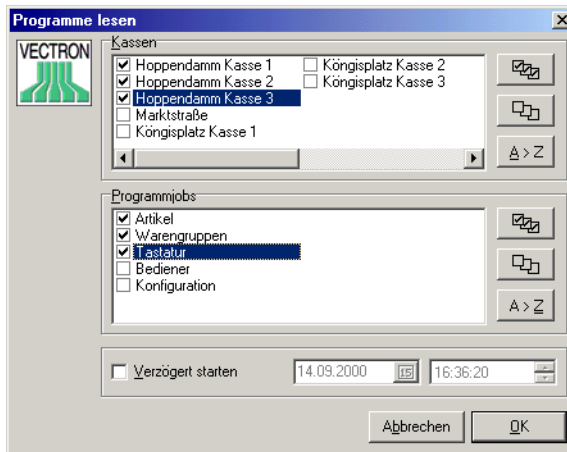 Programme lesen
VECTRON
Kassen
Hoppendamm Kasse 1
Hoppendamm Kasse 2
Hoppendamm Kasse 3
Marktstraße
Köngisplatz Kasse 1
Köngisplatz Kasse 2
Köngisplatz Kasse 3
A > Z
Programmjobs
Artikel
Warengruppen
Tastatur
Bediener
Konfiguration
A > Z
Verzögert starten
14.09.2000
15
16:36:20
Abbrechen
OK